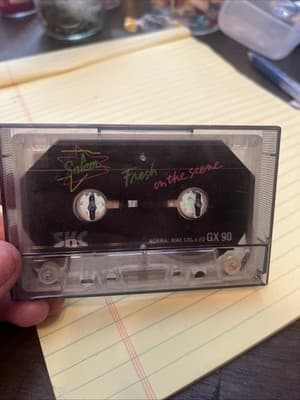 Salem
Fresh on the scene
SKC
GX 90